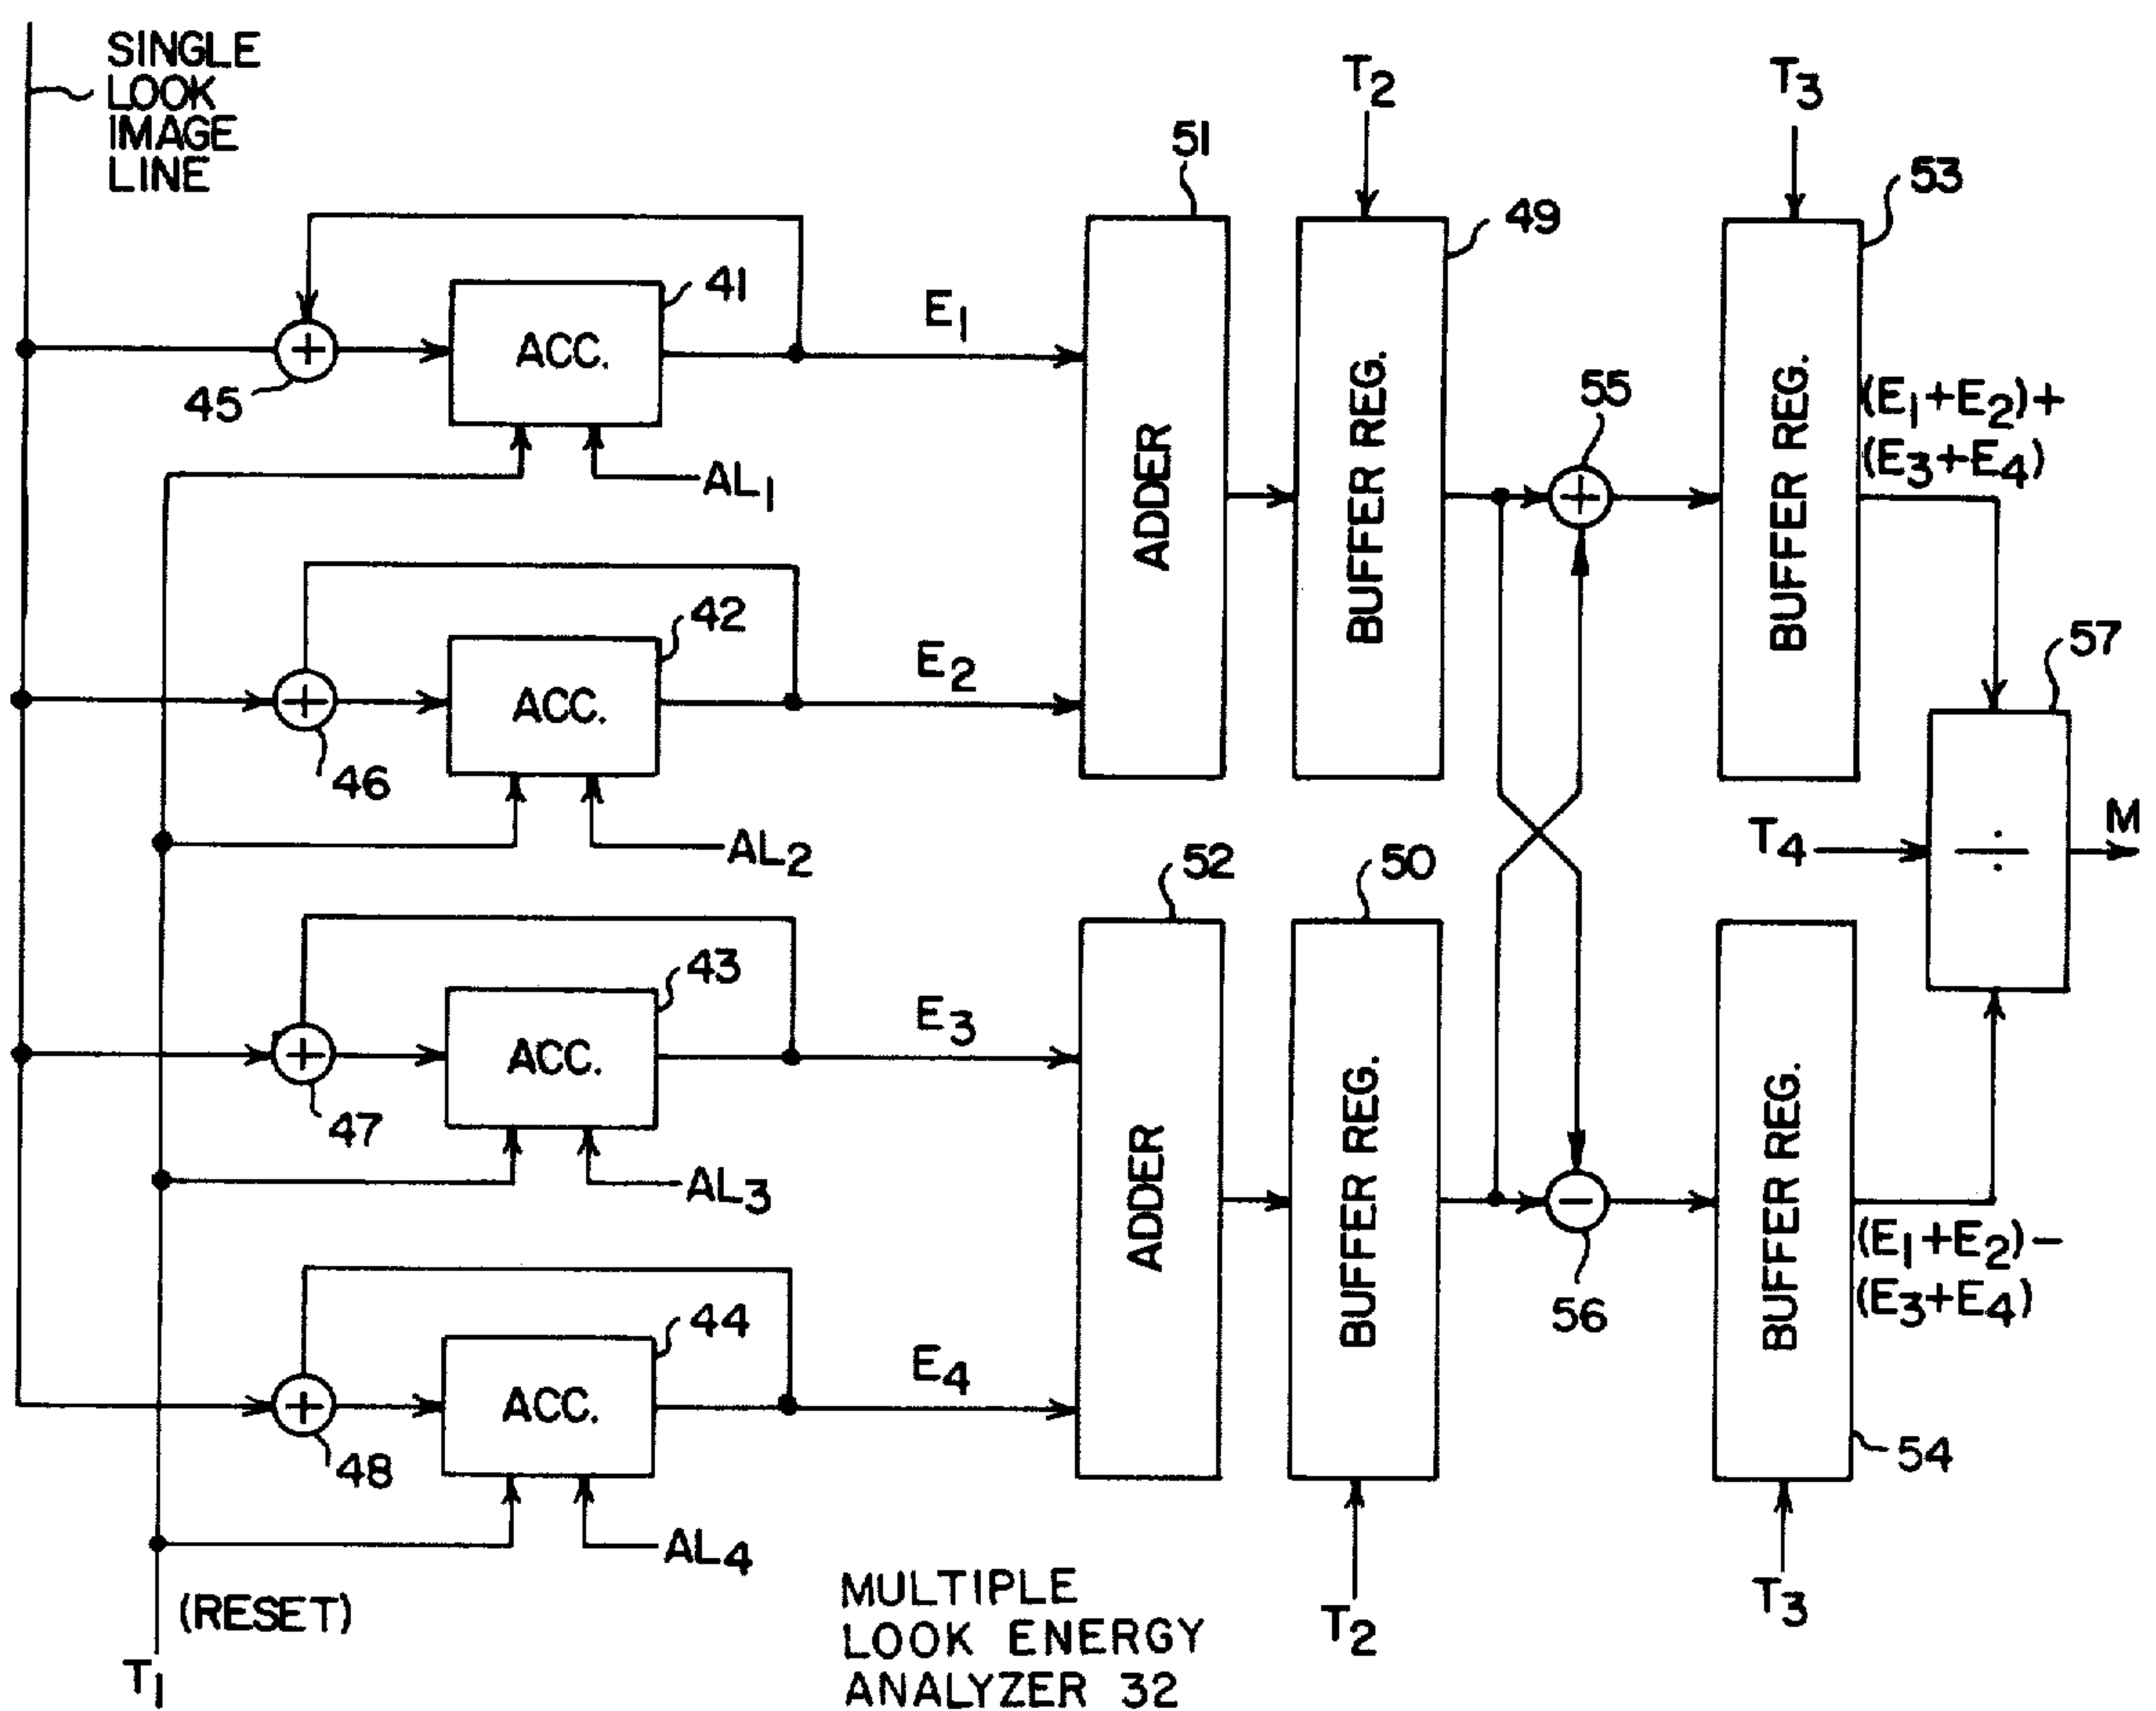 SINGLE
LOOK
IMAGE
LINE
T2
T3
51
49
53
41
E1
ACC.
45
AL1
ADDER
BUFFER REG.
55
BUFFER REG.
(E1+E2)+
(E3+E4)
57
42
E2
ACC.
46
AL2
T4
÷
M
52
50
43
E3
ACC.
47
AL3
ADDER
BUFFER REG.
56
BUFFER REG.
(E1+E2)−
(E3+E4)
54
44
E4
ACC.
48
AL4
(RESET)
T1
T2
T3
MULTIPLE
LOOK ENERGY
ANALYZER 32